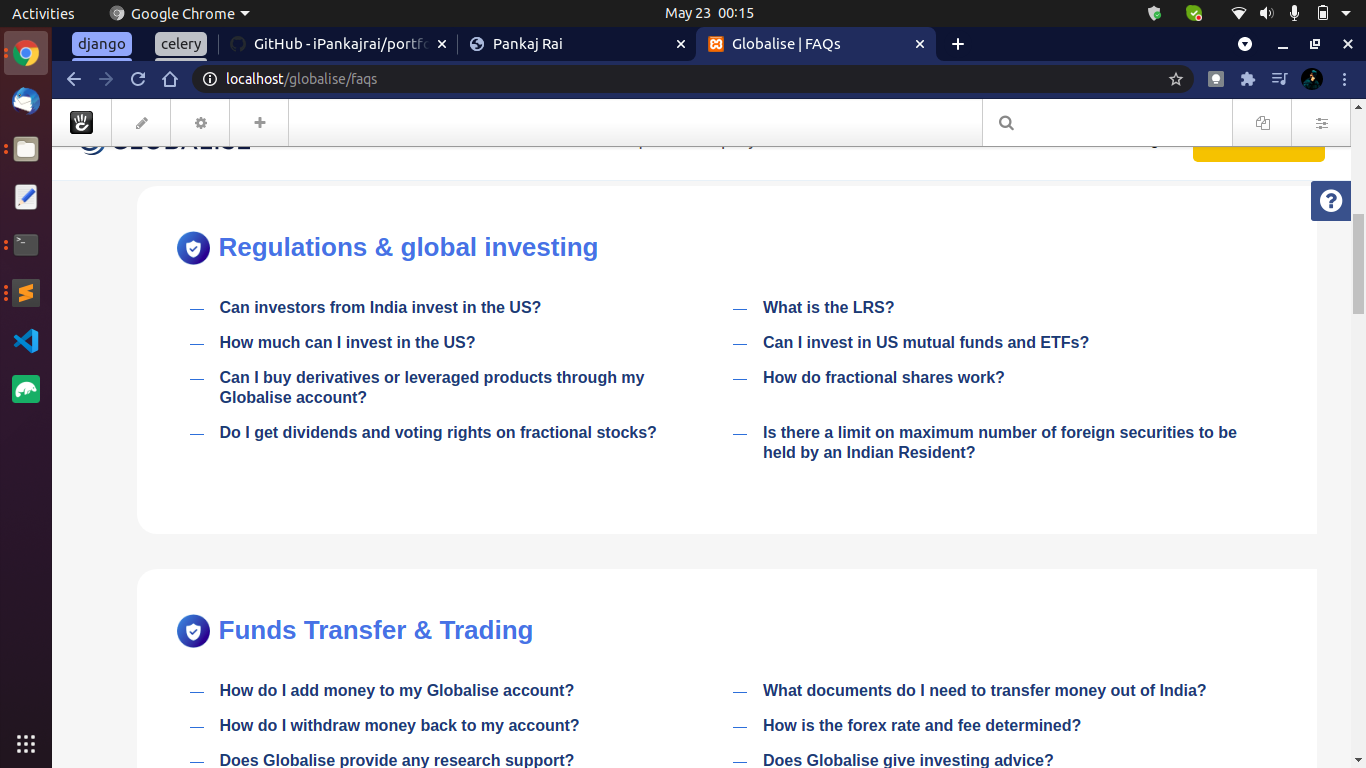 Activities
Google Chrome
May 23 00:15
django
celery
GitHub - iPankajrai/portfo
Pankaj Rai
Globalise | FAQs
localhost/globalise/faqs
Regulations & global investing
— Can investors from India invest in the US?
— What is the LRS?
— How much can I invest in the US?
— Can I invest in US mutual funds and ETFs?
— Can I buy derivatives or leveraged products through my
Globalise account?
— How do fractional shares work?
— Do I get dividends and voting rights on fractional stocks?
— Is there a limit on maximum number of foreign securities to be
held by an Indian Resident?
Funds Transfer & Trading
— How do I add money to my Globalise account?
— What documents do I need to transfer money out of India?
— How do I withdraw money back to my account?
— How is the forex rate and fee determined?
— Does Globalise provide any research support?
— Does Globalise give investing advice?